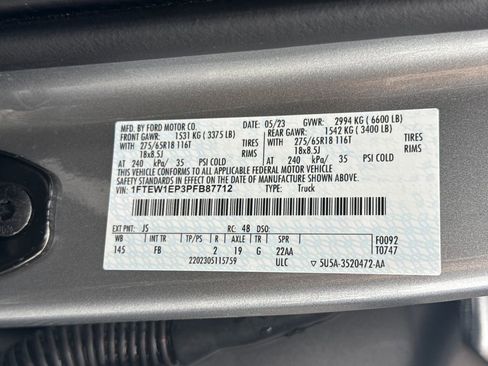 MFD. BY FORD MOTOR CO. DATE: 05/23 GVWR: 2994 KG ( 6600 LB)
FRONT GAWR: 1531 KG ( 3375 LB) REAR GAWR: 1542 KG ( 3400 LB)
275/65R18 116T TIRES 275/65R18 116T TIRES
18x8.5J RIMS 18x8.5J RIMS
AT 240 kPa/ 35 PSI COLD AT 240 kPa/ 35 PSI COLD
THIS VEHICLE CONFORMS TO ALL APPLICABLE FEDERAL MOTOR VEHICLE
SAFETY STANDARDS IN EFFECT ON THE DATE OF MANUFACTURE SHOWN ABOVE.
VIN: 1FTEW1EP3PFB87712 TYPE: Truck
EXT PNT: J5 RC: 48 DSO:
WB INT TR TP/PS R AXLE TR SPR F0092
145 FB 2 19 G 22AA T0747
2202305115759 ULC ▽ 5U5A-3520472-AA